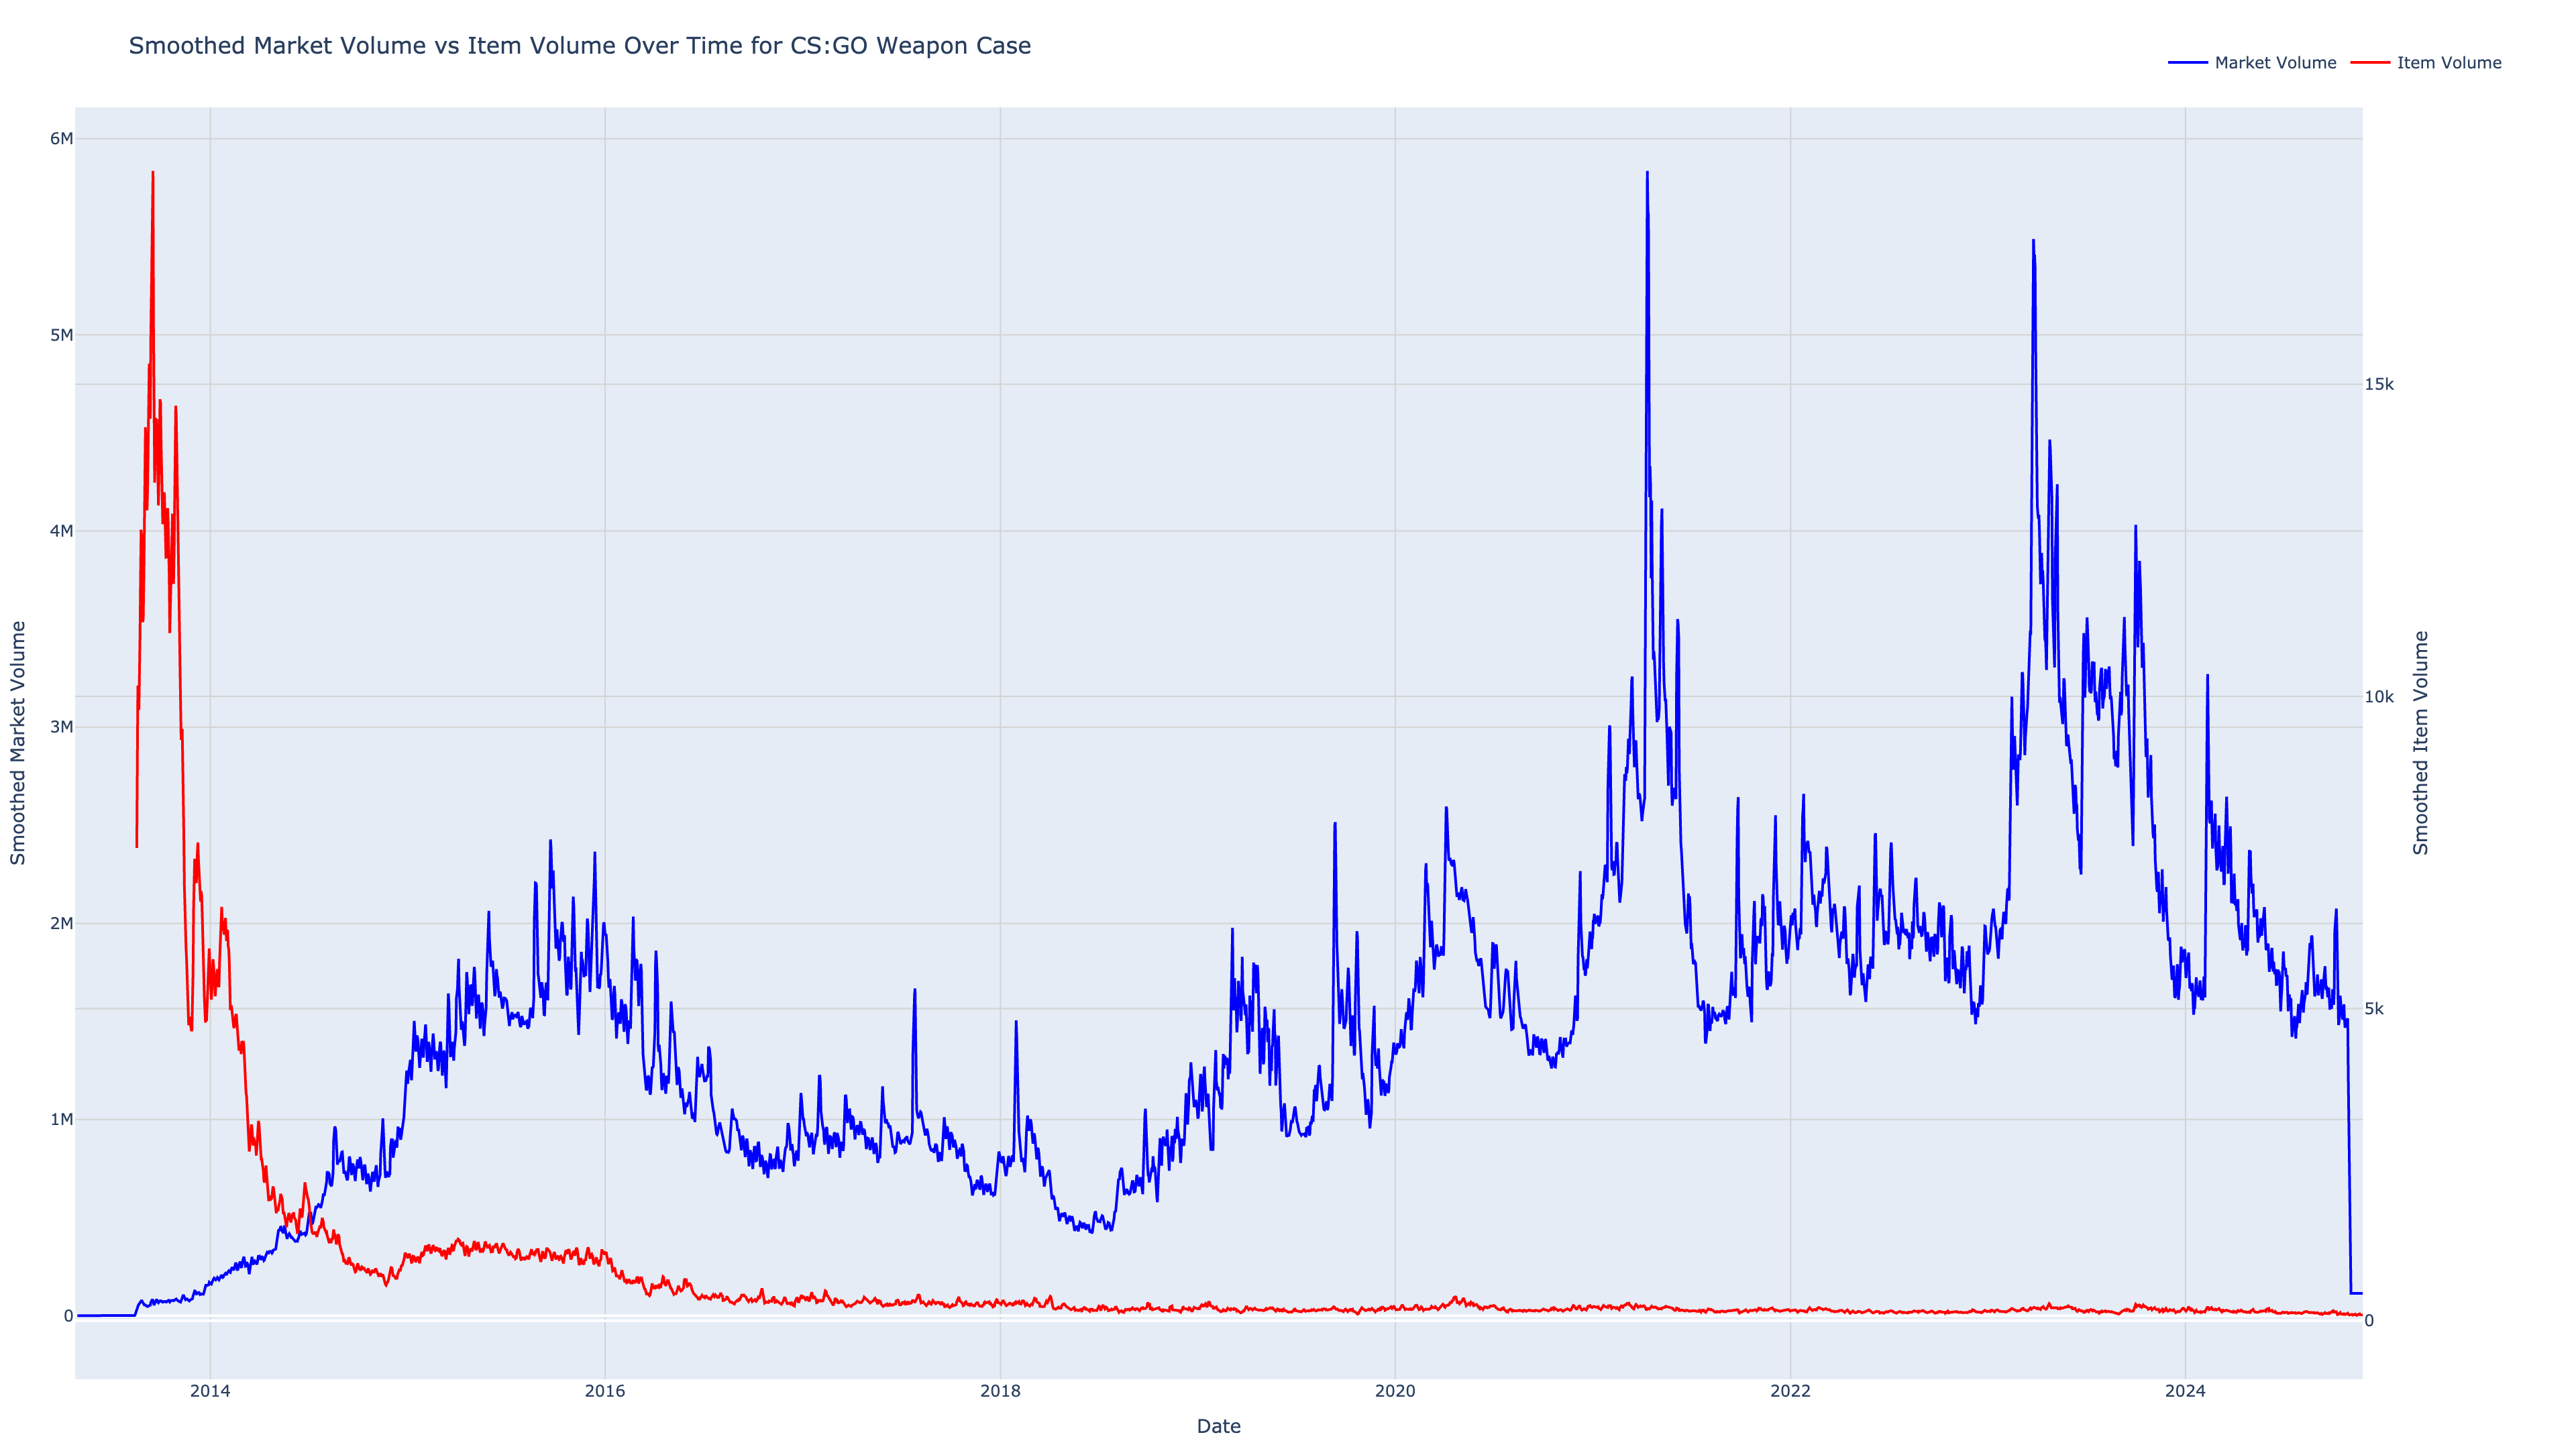 Smoothed Market Volume vs Item Volume Over Time for CS:GO Weapon Case
Market Volume
Item Volume
6M
5M
4M
3M
2M
1M
0
Smoothed Market Volume
15k
10k
5k
0
Smoothed Item Volume
2014
2016
2018
2020
2022
2024
Date